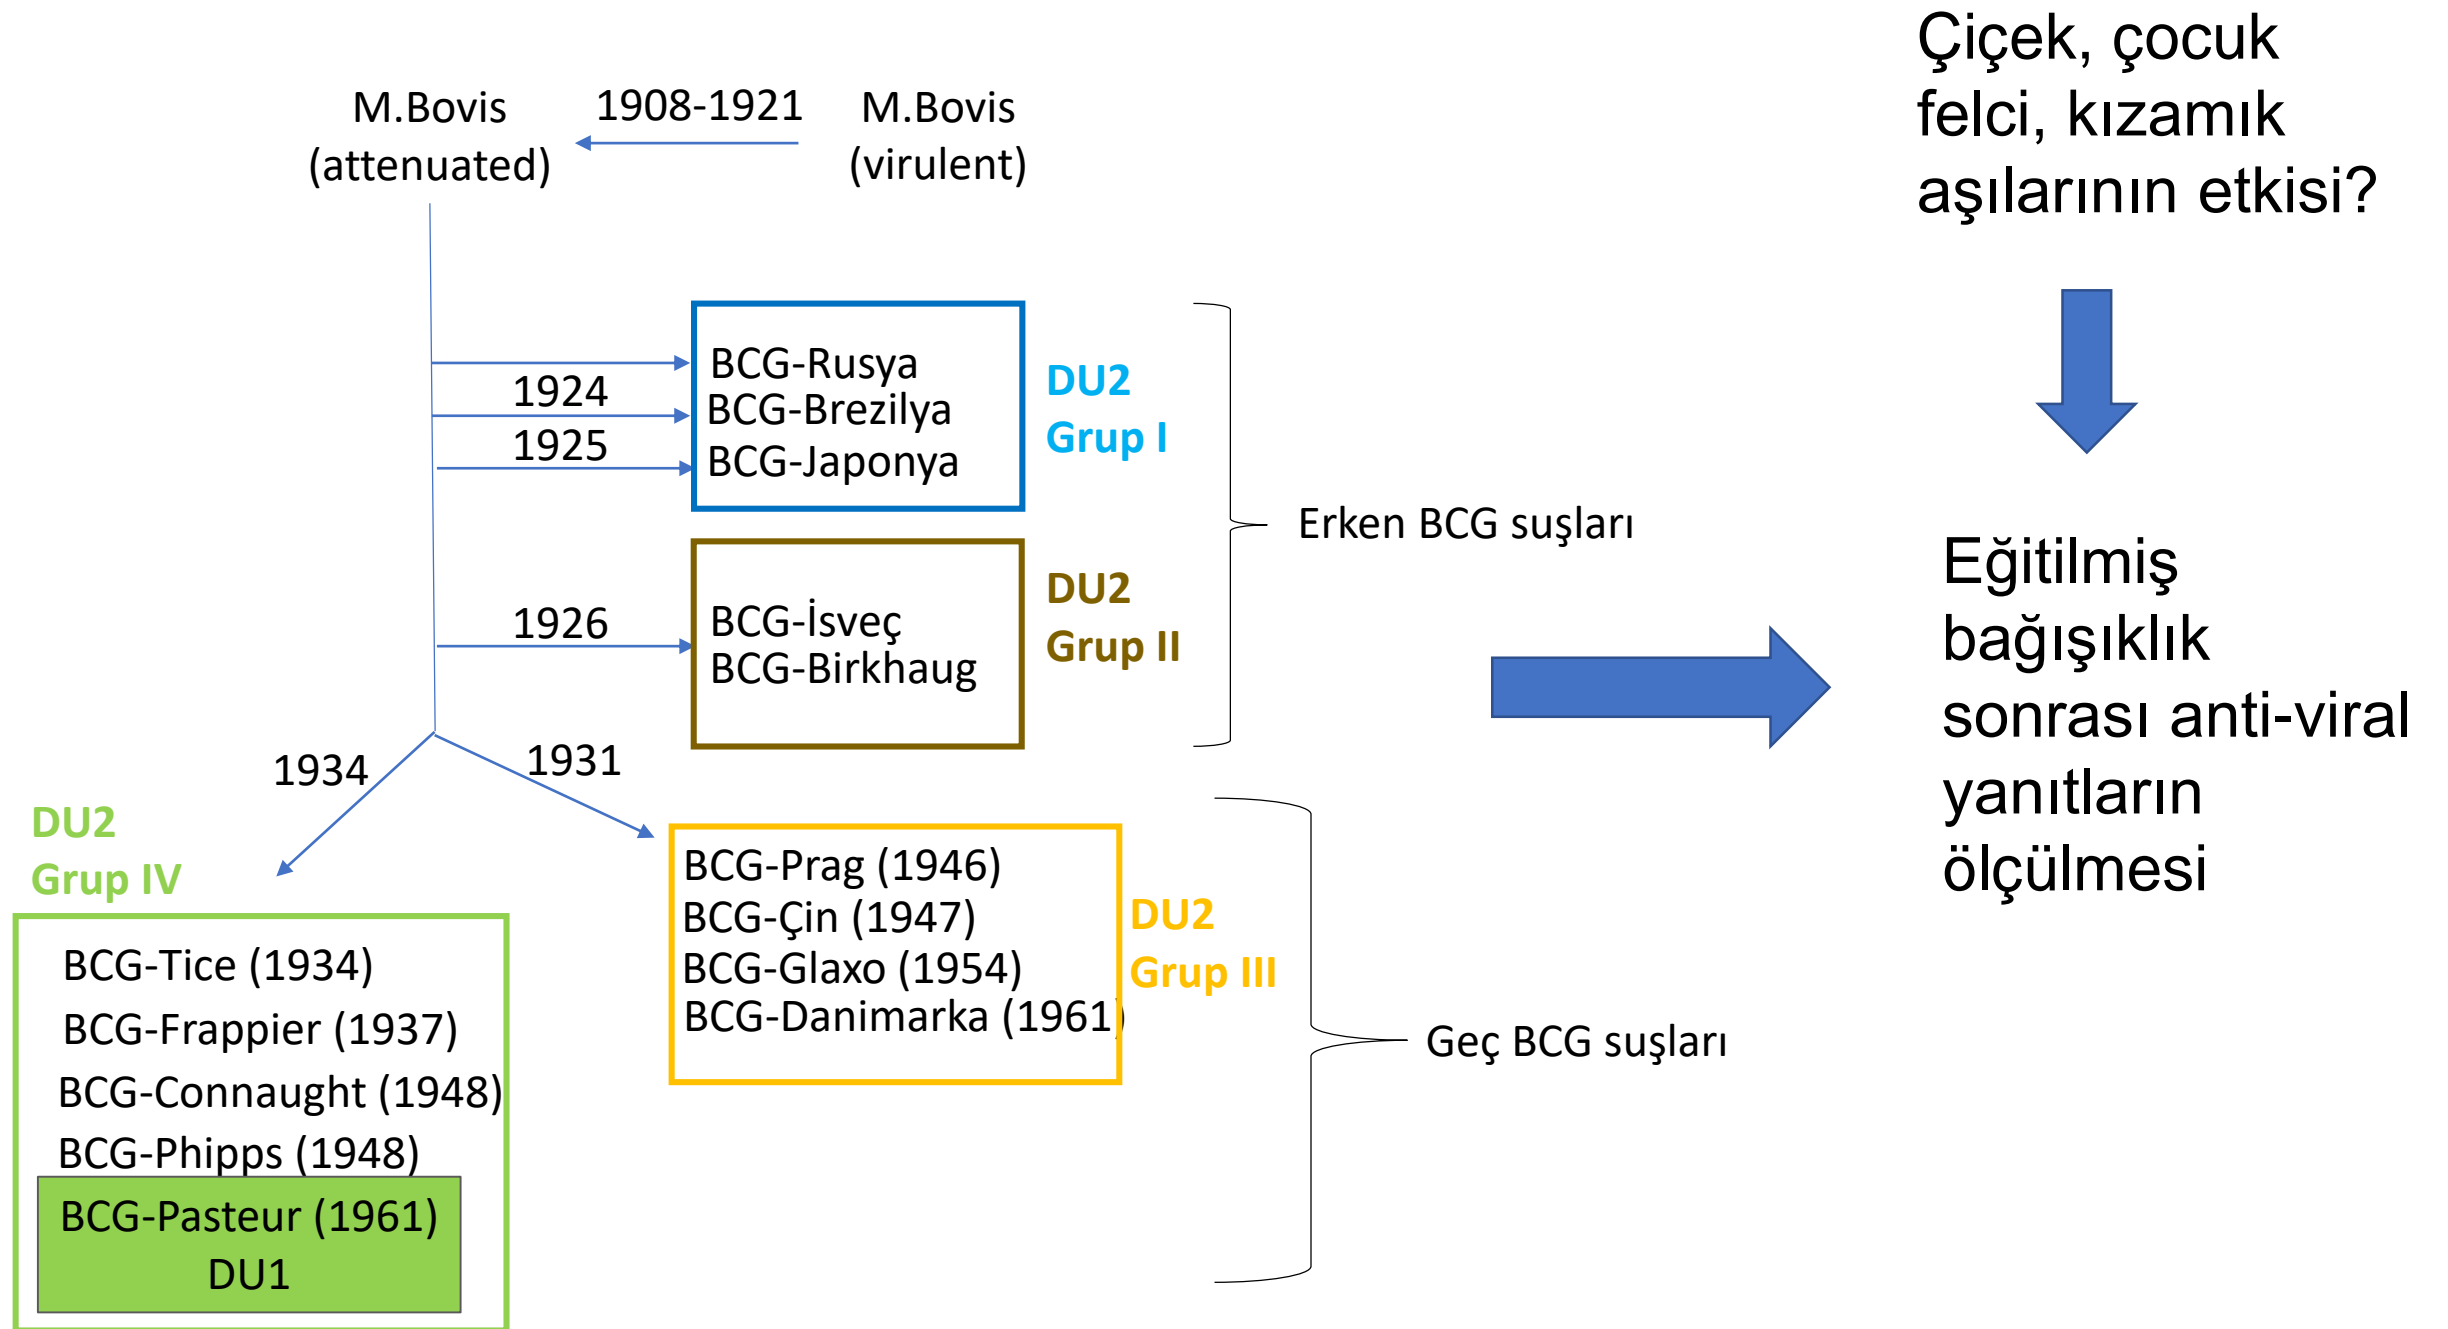 M.Bovis
(attenuated)
1908-1921
M.Bovis
(virulent)
Çiçek, çocuk
felci, kızamık
aşılarının etkisi?
BCG-Rusya
1924
BCG-Brezilya
1925
BCG-Japonya
DU2
Grup I
Erken BCG suşları
1926
BCG-İsveç
BCG-Birkhaug
DU2
Grup II
Eğitilmiş
bağışıklık
sonrası anti-viral
yanıtların
ölçülmesi
1934
1931
DU2
Grup IV
BCG-Prag (1946)
BCG-Çin (1947)
BCG-Glaxo (1954)
BCG-Danimarka (1961)
DU2
Grup III
Geç BCG suşları
BCG-Tice (1934)
BCG-Frappier (1937)
BCG-Connaught (1948)
BCG-Phipps (1948)
BCG-Pasteur (1961)
DU1